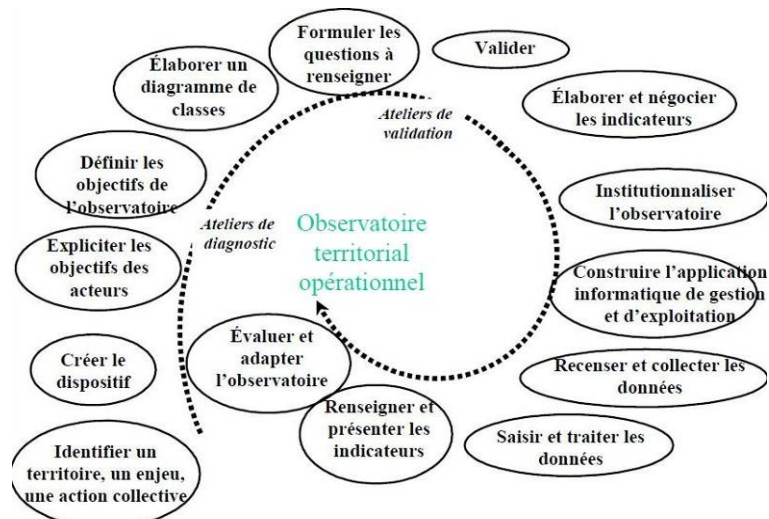 Formuler les
questions à
renseigner
Valider
Élaborer un
diagramme de
classes
Élaborer et négocier
les indicateurs
Ateliers de
validation
Définir les
objectifs de
l'observatoire
Institutionnaliser
l'observatoire
Ateliers de
diagnostic
Observatoire
territorial
opérationnel
Expliciter les
objectifs des
acteurs
Construire l'application
informatique de gestion
et d'exploitation
Évaluer et
adapter
l'observatoire
Créer le
dispositif
Recenser et collecter les
données
Renseigner et
présenter les
indicateurs
Saisir et traiter les
données
Identifier un
territoire, un enjeu,
une action collective